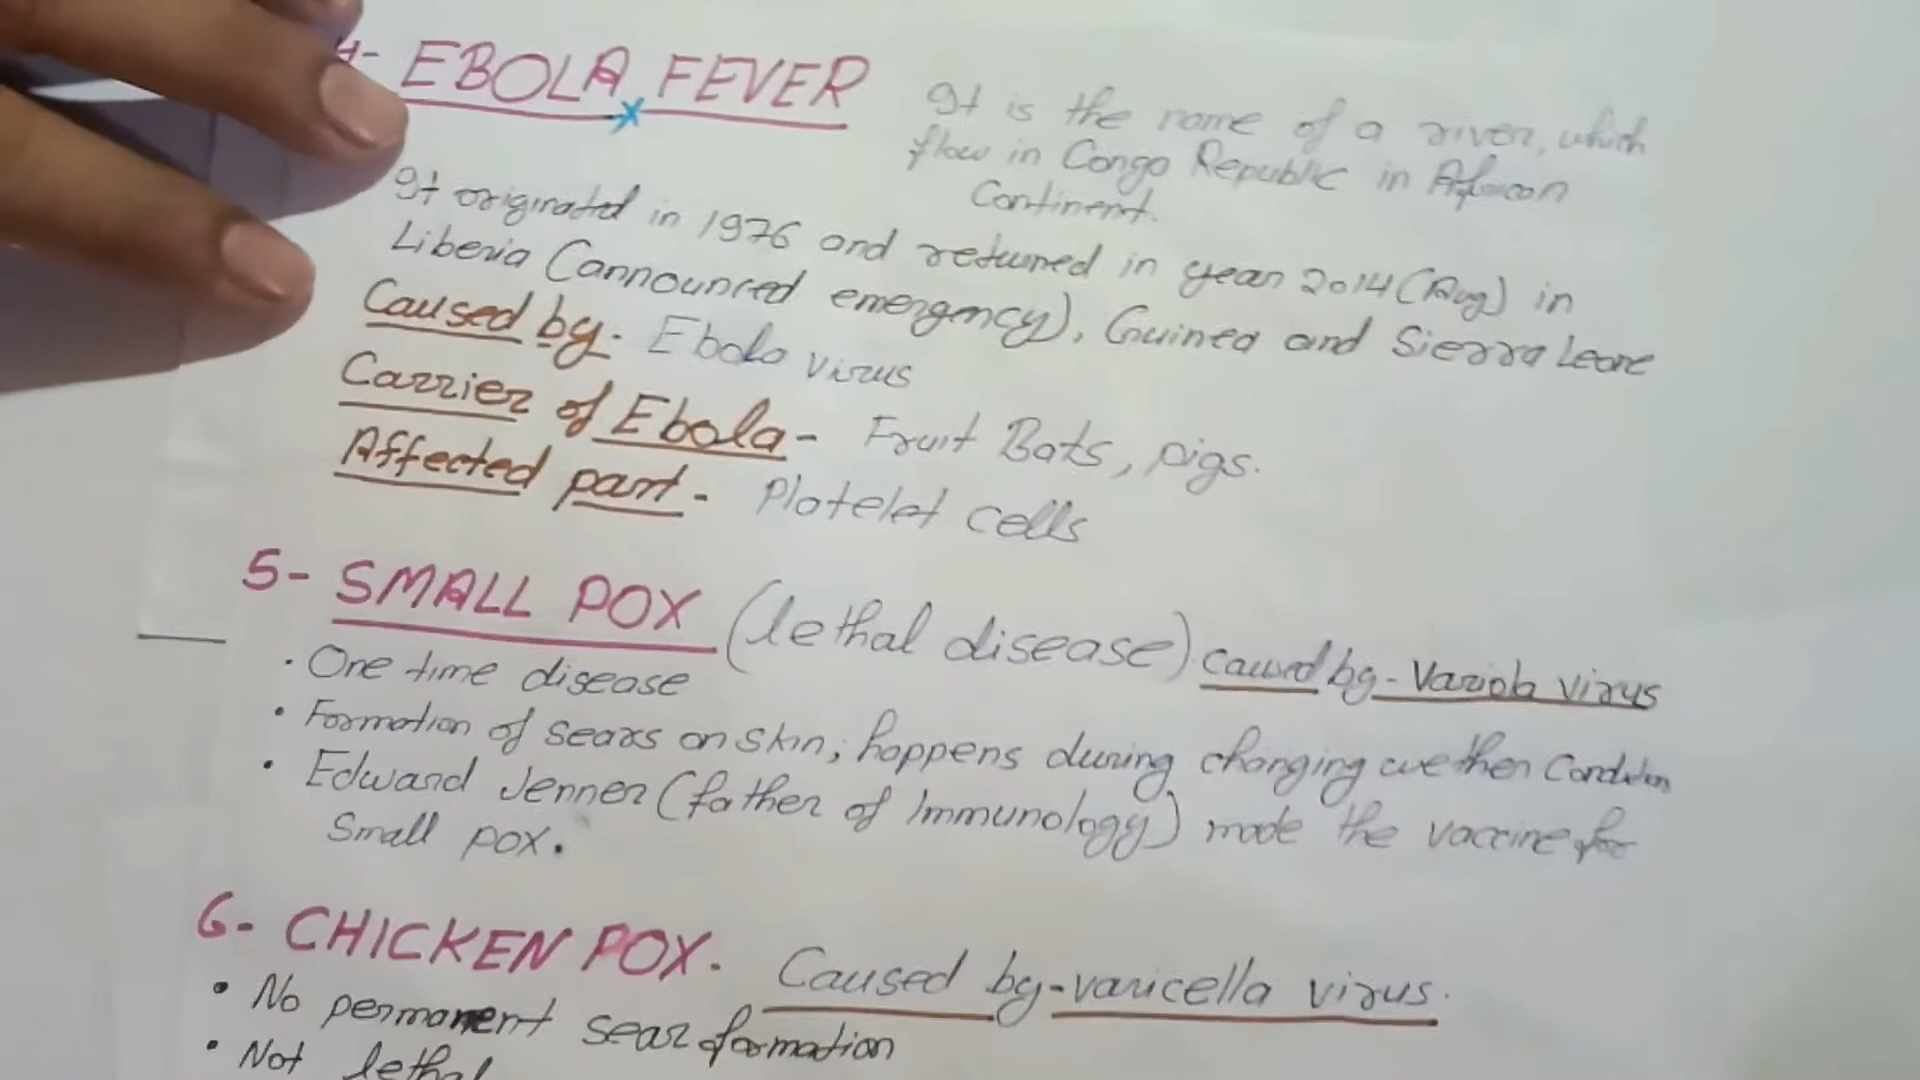 4- EBOLA FEVER
It is the name of a river, which
flow in Congo Republic in African
Continent.
It originated in 1976 and returned in year 2014 (Aug) in
Liberia (announced emergency), Guinea and Sierra Leone
Caused by. Ebola virus
Carrier of Ebola - Fruit Bats, pigs.
Affected part - Platelet cells
5- SMALL POX (lethal disease) caused by - Variola virus
• One time disease
• Formation of sears on skin, happens during changing wether Condition
• Edward Jenner (father of Immunology) made the vaccine for
Small pox.
6- CHICKEN POX. Caused by - varicella virus.
• No permanent sear formation
• Not lethal